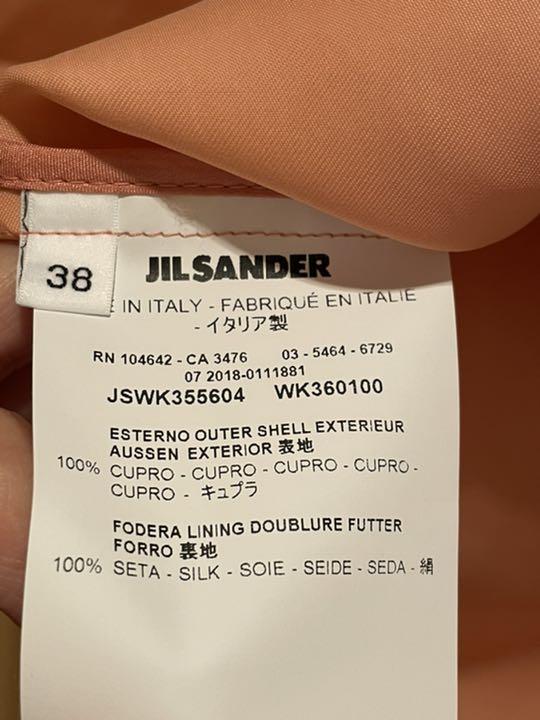 38
JIL SANDER
E IN ITALY - FABRIQUÉ EN ITALIE
- イタリア製
RN 104642 - CA 3476 03 - 5464 - 6729
07 2018-0111881
JSWK355604 WK360100
ESTERNO OUTER SHELL EXTERIEUR
AUSSEN EXTERIOR 表地
100% CUPRO - CUPRO - CUPRO - CUPRO -
CUPRO - キュプラ
FODERA LINING DOUBLURE FUTTER
FORRO 裏地
100% SETA - SILK - SOIE - SEIDE - SEDA - 絹